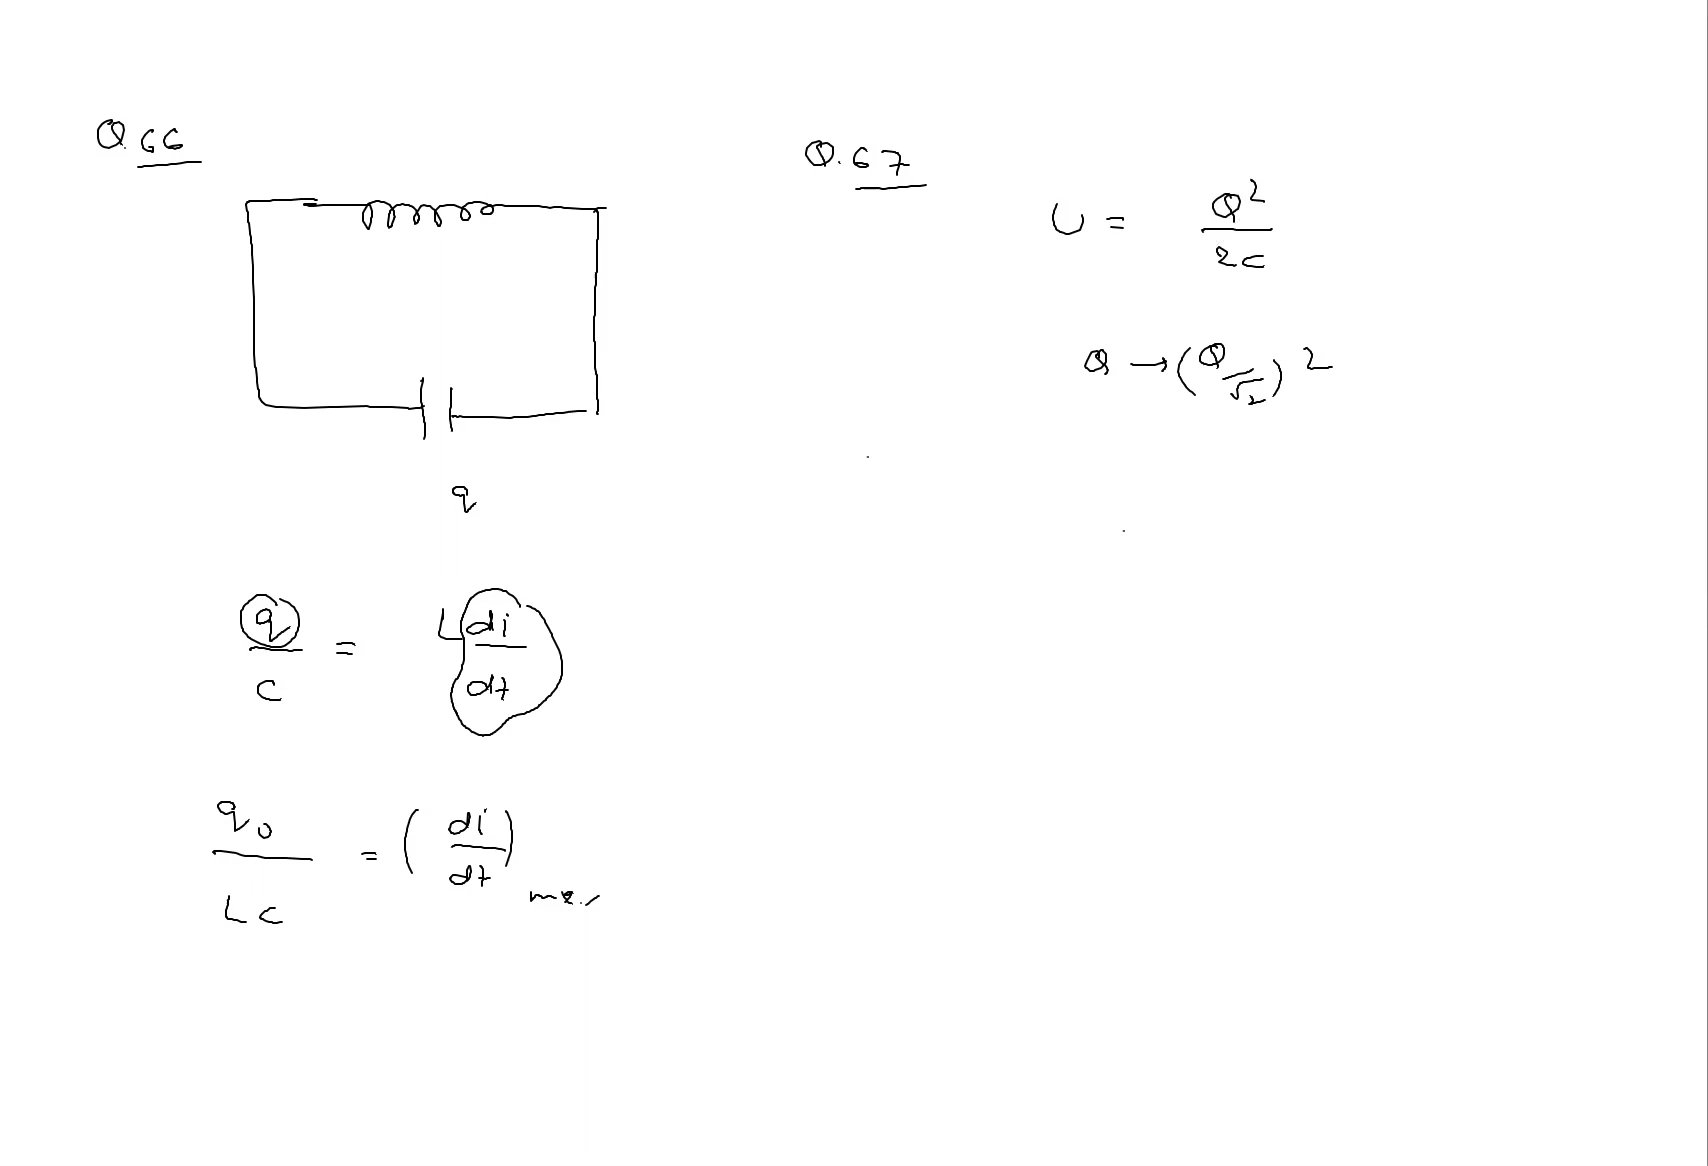 Q.66
q
q/c = L di/dt
q₀/LC = (di/dt)max
Q.67
U = Q²/2c
Q → (Q/√2)²